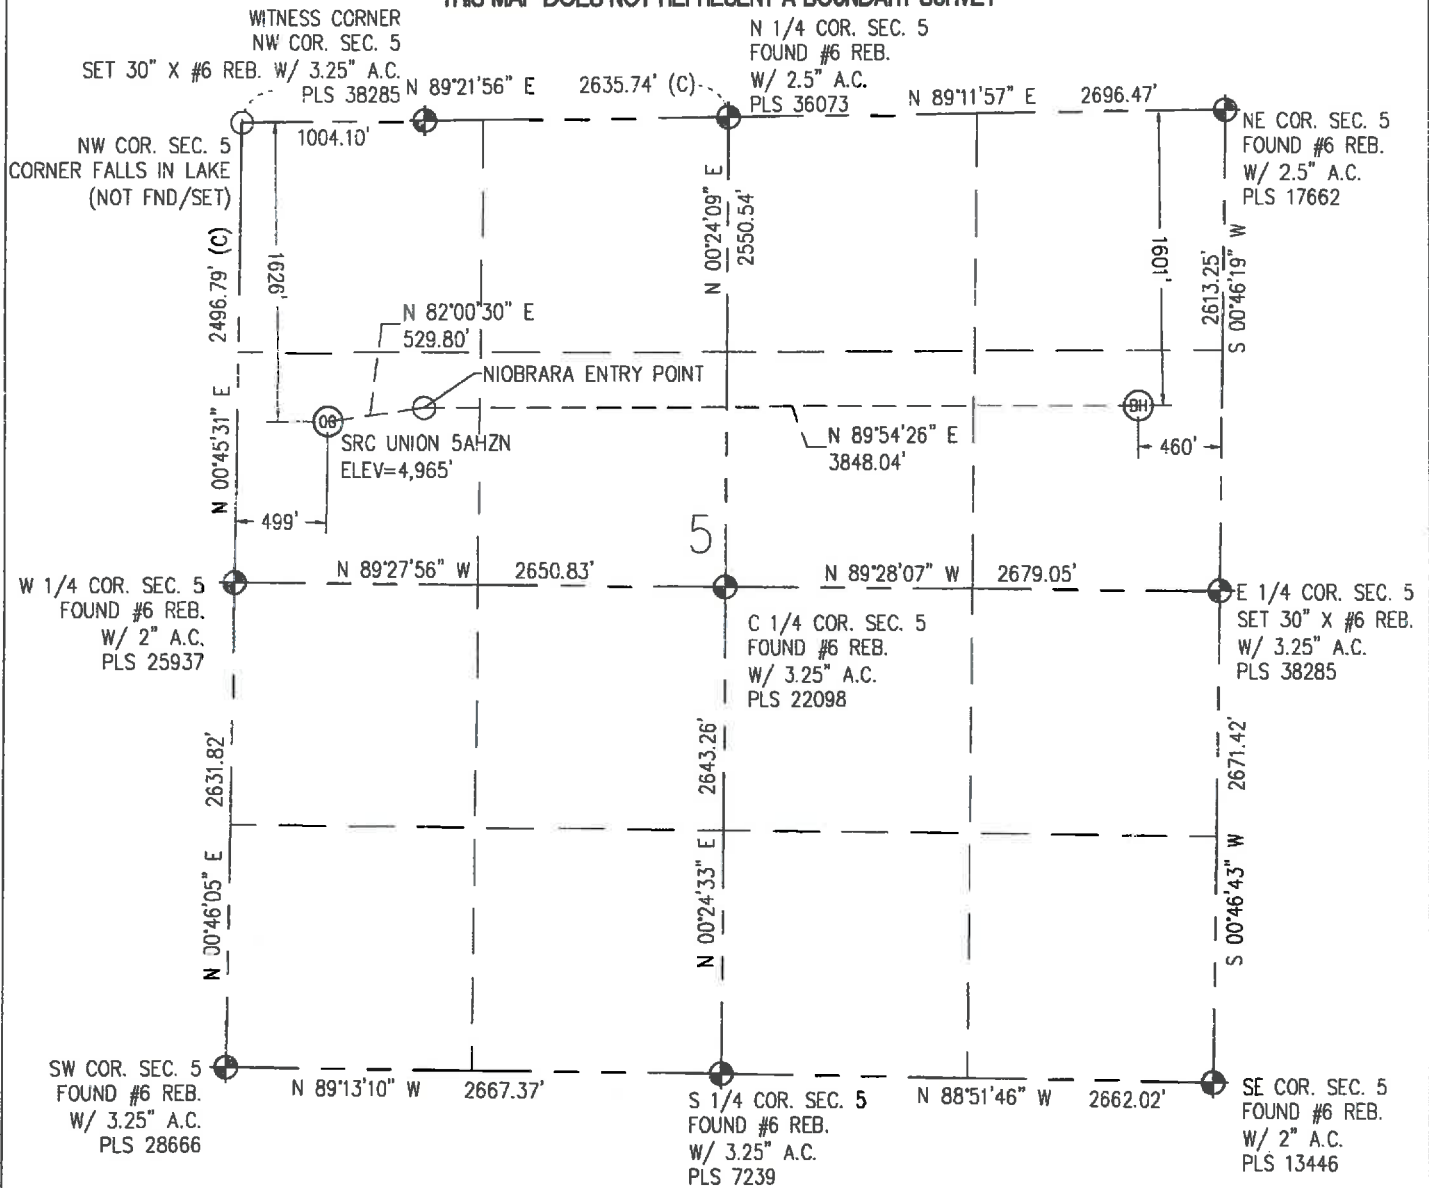 THIS MAP DOES NOT REPRESENT A BOUNDARY SURVEY
WITNESS CORNER
NW COR. SEC. 5
SET 30" X #6 REB. W/ 3.25" A.C.
PLS 38285
N 89°21'56" E
2635.74' (C)
N 1/4 COR. SEC. 5
FOUND #6 REB.
W/ 2.5" A.C.
PLS 36073
N 89°11'57" E
2696.47'
NE COR. SEC. 5
FOUND #6 REB.
W/ 2.5" A.C.
PLS 17662
1004.10'
NW COR. SEC. 5
CORNER FALLS IN LAKE
(NOT FND/SET)
N 00°45'31" E
2496.79' (C)
1626'
N 00°24'09" E
2550.54'
1601'
2613.25'
S 00°46'19" W
N 82°00'30" E
529.80'
NIOBRARA ENTRY POINT
BH
SRC UNION 5AHZN
ELEV=4,965'
N 89°54'26" E
3848.04'
460'
499'
5
W 1/4 COR. SEC. 5
FOUND #6 REB.
W/ 2" A.C.
PLS 25937
N 89°27'56" W
2650.83'
N 89°28'07" W
2679.05'
C 1/4 COR. SEC. 5
FOUND #6 REB.
W/ 3.25" A.C.
PLS 22098
E 1/4 COR. SEC. 5
SET 30" X #6 REB.
W/ 3.25" A.C.
PLS 38285
N 00°46'05" E
2631.82'
N 00°24'33" E
2643.26'
2671.42'
S 00°46'43" W
SW COR. SEC. 5
FOUND #6 REB.
W/ 3.25" A.C.
PLS 28666
N 89°13'10" W
2667.37'
S 1/4 COR. SEC. 5
FOUND #6 REB.
W/ 3.25" A.C.
PLS 7239
N 88°51'46" W
2662.02'
SE COR. SEC. 5
FOUND #6 REB.
W/ 2" A.C.
PLS 13446